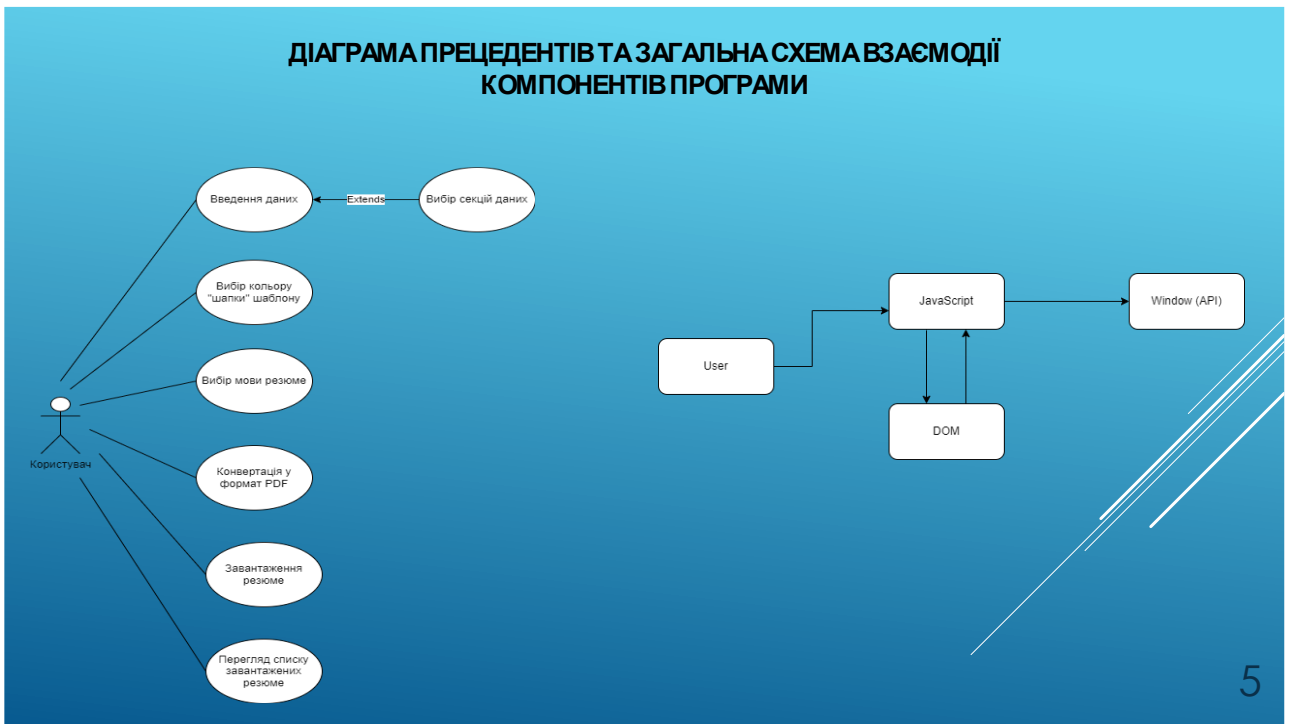 ДІАГРАМА ПРЕЦЕДЕНТІВ ТА ЗАГАЛЬНА СХЕМА ВЗАЄМОДІЇ
КОМПОНЕНТІВ ПРОГРАМИ
Введення даних
Extends
Вибір секцій даних
Вибір кольору
"шапки" шаблону
Вибір мови резюме
Користувач
Конвертація у
формат PDF
Завантаження
резюме
Перегляд списку
завантажених
резюме
User
JavaScript
Window (API)
DOM
5